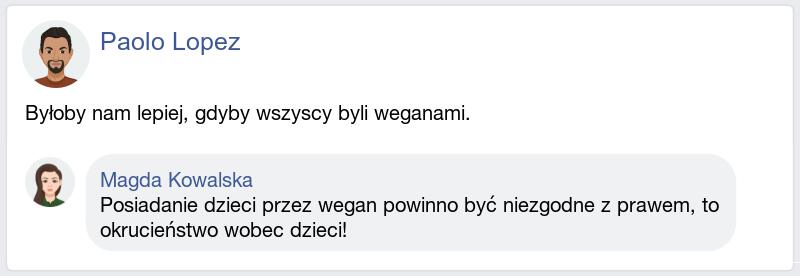 Paolo Lopez
Byłoby nam lepiej, gdyby wszyscy byli weganami.
Magda Kowalska
Posiadanie dzieci przez wegan powinno być niezgodne z prawem, to
okrucieństwo wobec dzieci!